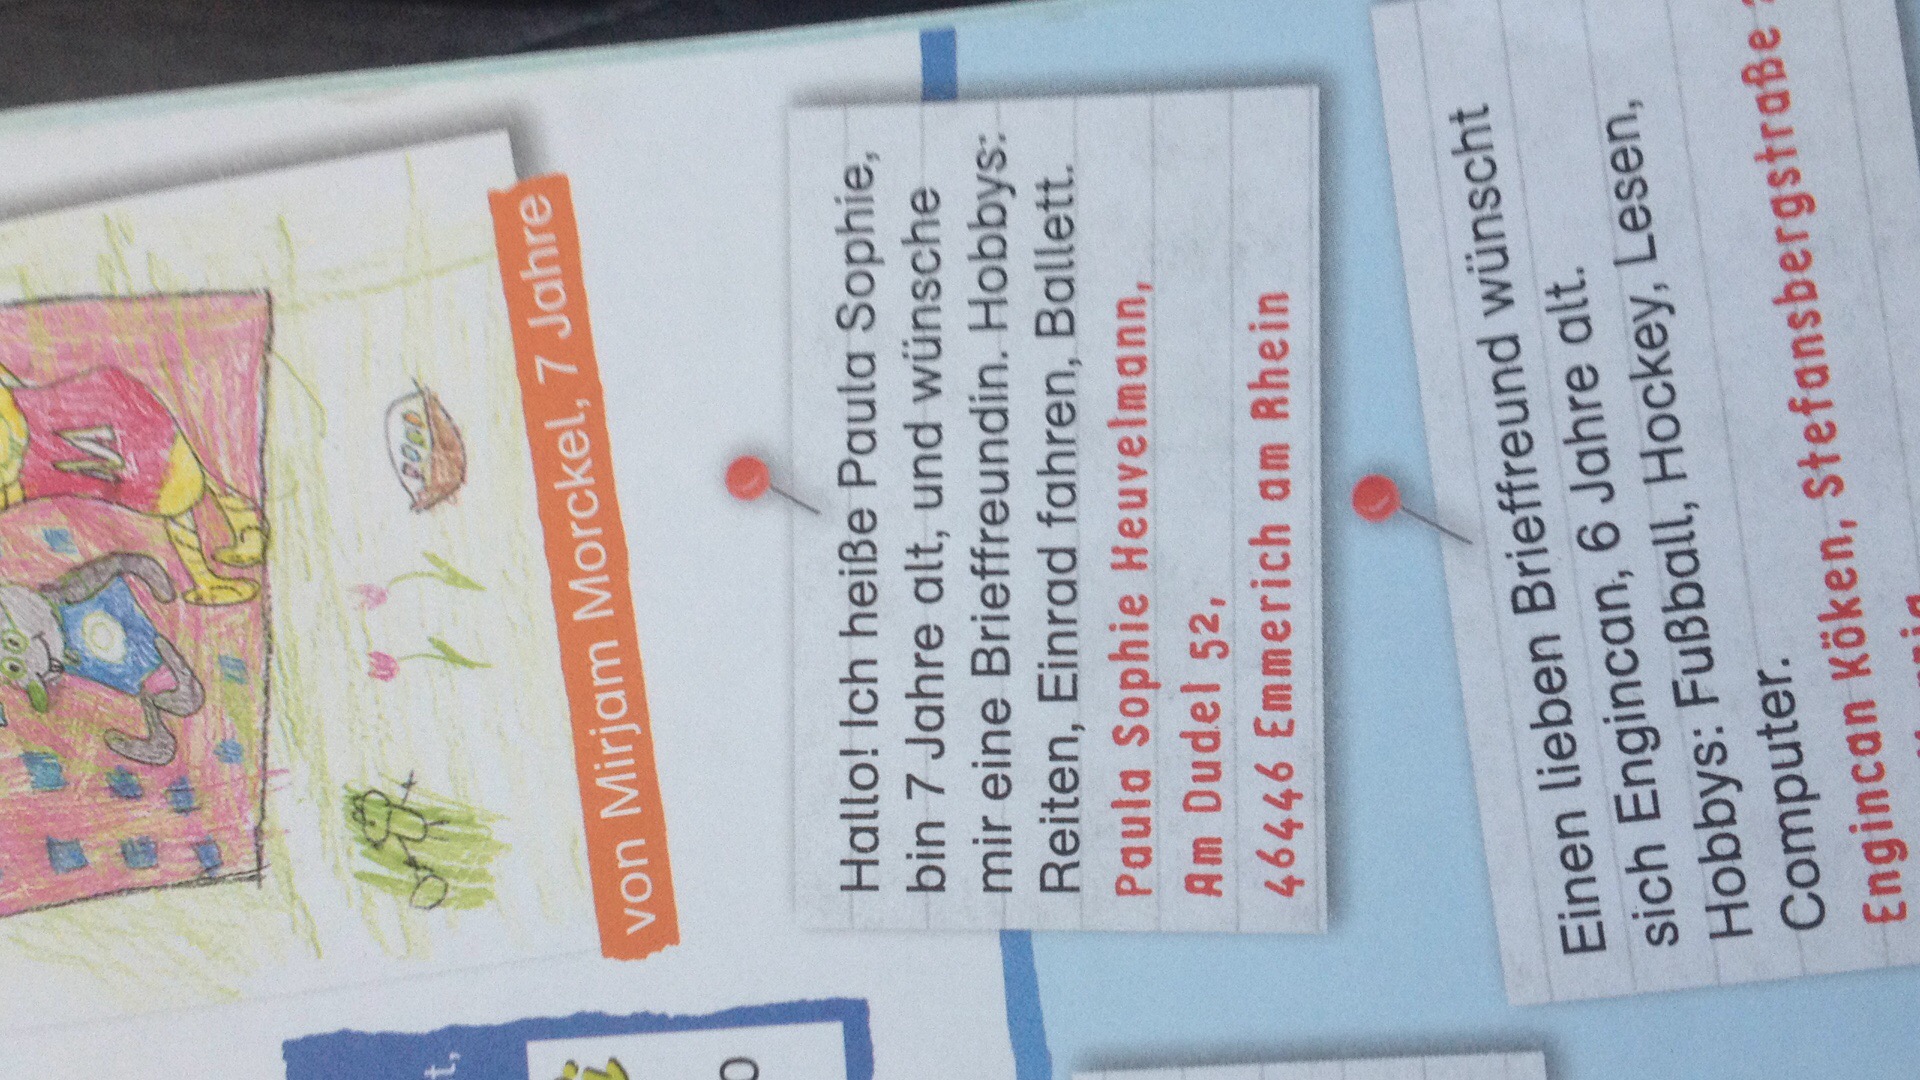 M
t,
von Mirjam Morckel, 7 Jahre
Hallo! Ich heiße Paula Sophie,
bin 7 Jahre alt, und wünsche
mir eine Brieffreundin. Hobbys:
Reiten, Einrad fahren, Ballett.
Paula Sophie Heuvelmann,
Am Dudel 52,
46446 Emmerich am Rhein
Einen lieben Brieffreund wünscht
sich Engincan, 6 Jahre alt.
Hobbys: Fußball, Hockey, Lesen,
Computer.
Engincan Köken, Stefansbergstraße